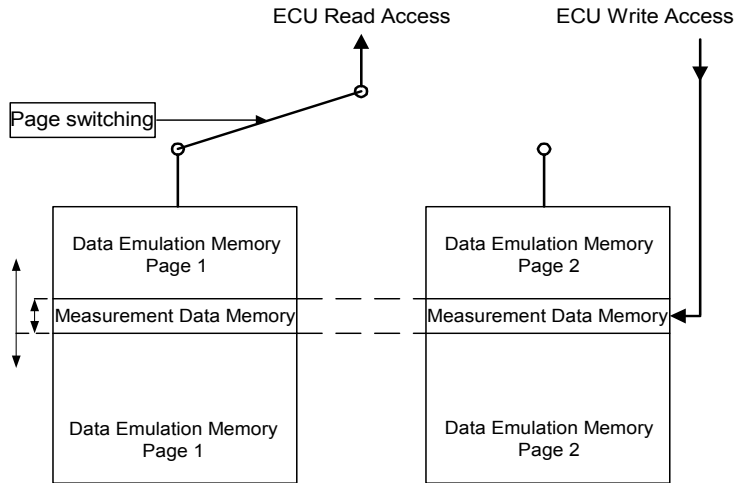 ECU Read Access
ECU Write Access
Page switching
Data Emulation Memory
Page 1
Data Emulation Memory
Page 2
Measurement Data Memory
Measurement Data Memory
Data Emulation Memory
Page 1
Data Emulation Memory
Page 2